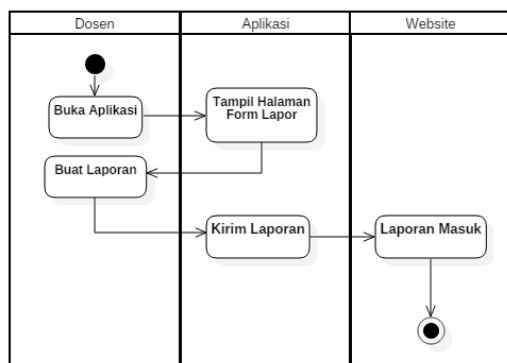 Dosen
Aplikasi
Website
Buka Aplikasi
Tampil Halaman
Form Lapor
Buat Laporan
Kirim Laporan
Laporan Masuk